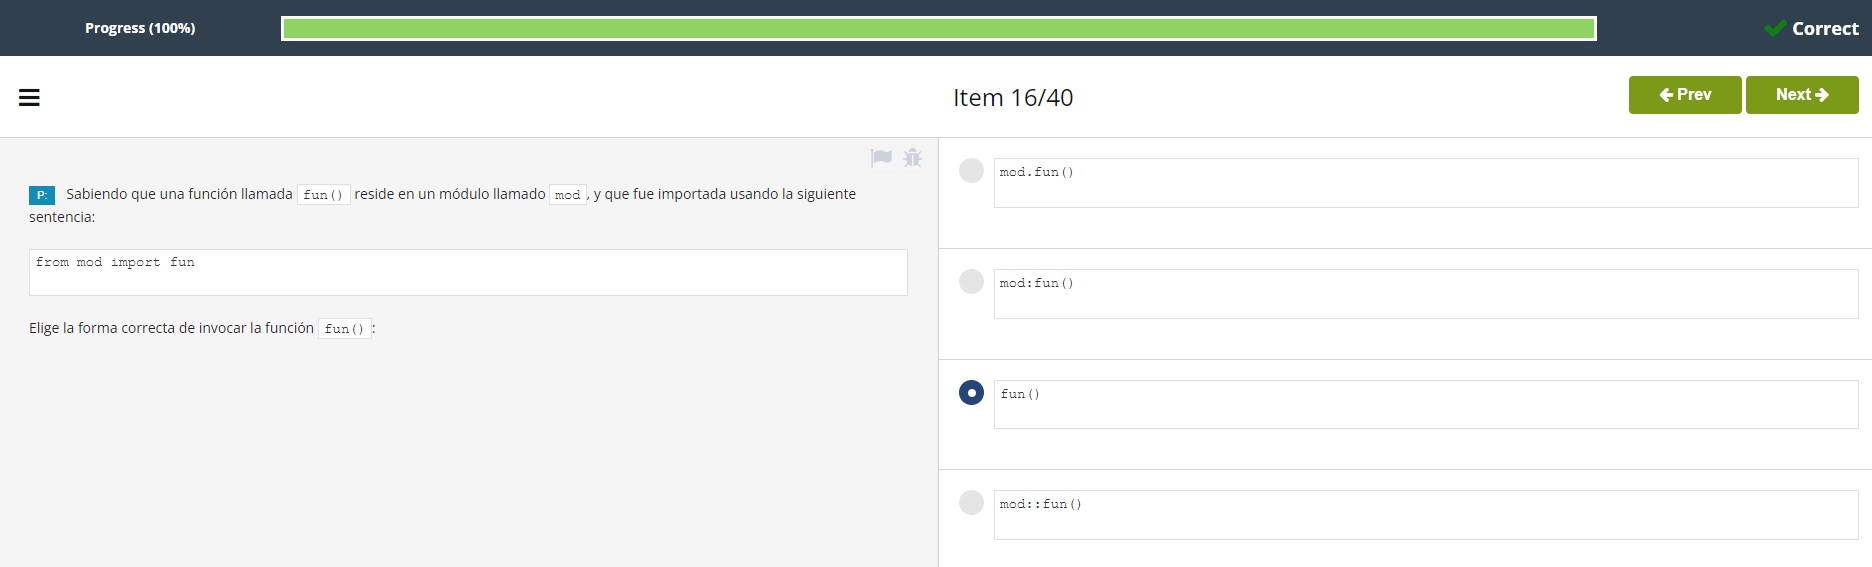 Progress (100%)
Correct
Item 16/40
Prev
Next
P: Sabiendo que una función llamada fun() reside en un módulo llamado mod, y que fue importada usando la siguiente
sentencia:
from mod import fun
Elige la forma correcta de invocar la función fun():
mod.fun()
mod:fun()
fun()
mod::fun()